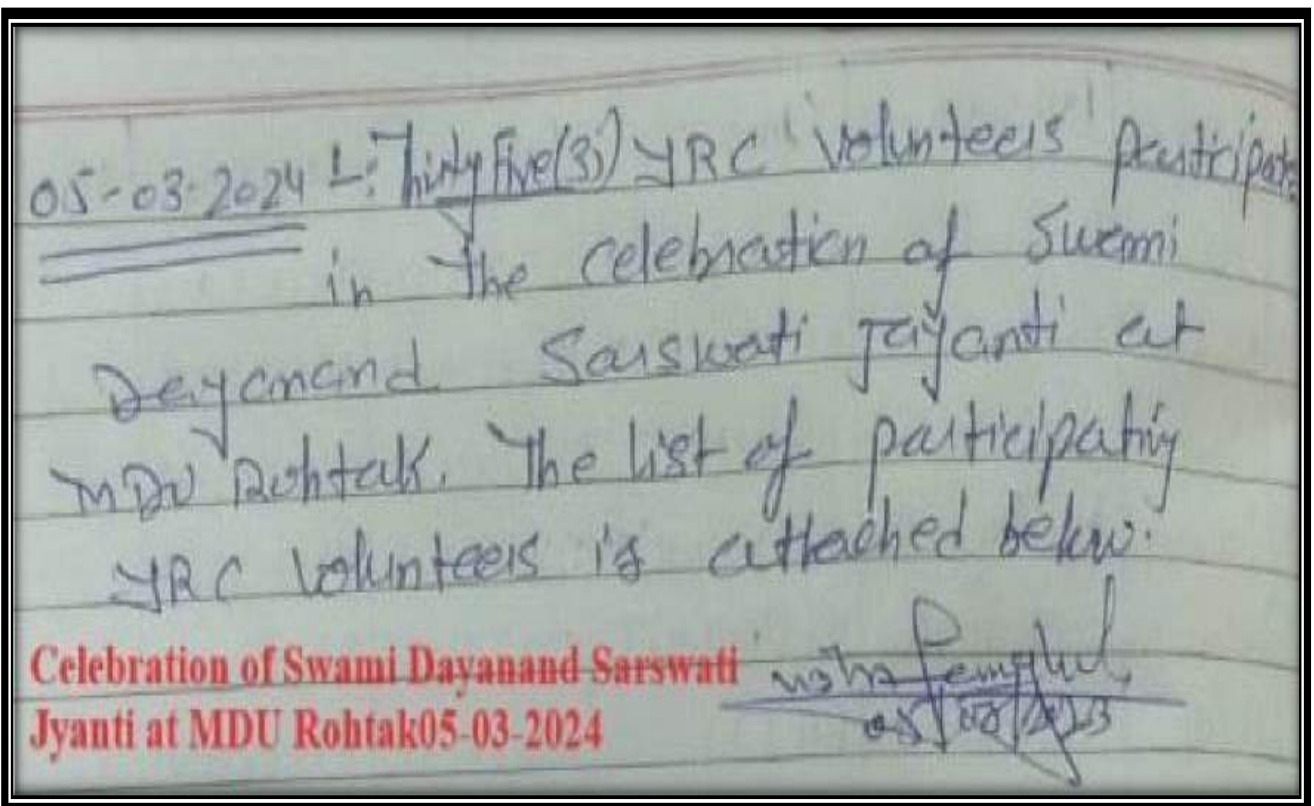 05-03-2024 :- Thirty Five(35) YRC Volunteers participate
in the celebration of Swami
Dayanand Sarswati Jayanti at
MDU Rohtak. The list of participating
YRC Volunteers is attached below.
Celebration of Swami Dayanand Sarswati
Jyanti at MDU Rohtak05-03-2024